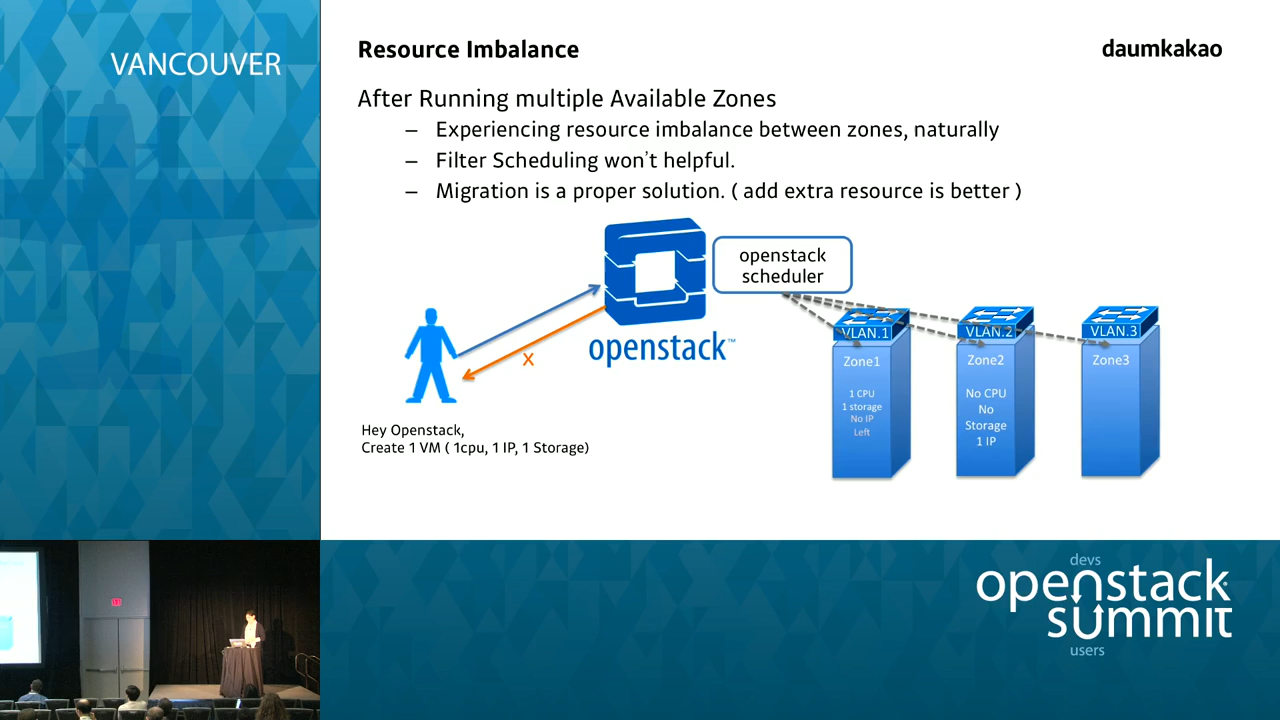 VANCOUVER
Resource Imbalance
daumkakao
After Running multiple Available Zones
– Experiencing resource imbalance between zones, naturally
– Filter Scheduling won't helpful.
– Migration is a proper solution. ( add extra resource is better )
openstack
scheduler
openstack™
x
Hey Openstack,
Create 1 VM ( 1cpu, 1 IP, 1 Storage)
VLAN.1
Zone1
1 CPU
1 storage
No IP
Left
VLAN.2
Zone2
No CPU
No
Storage
1 IP
VLAN.3
Zone3
devs
openstack
summit
users